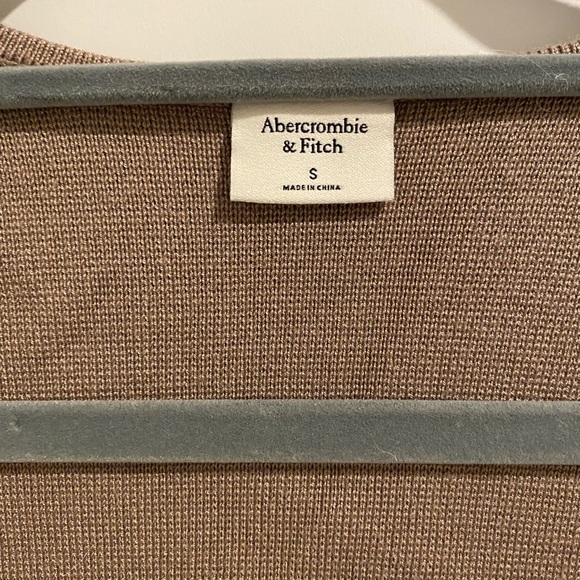 Abercrombie
& Fitch
S
MADE IN CHINA